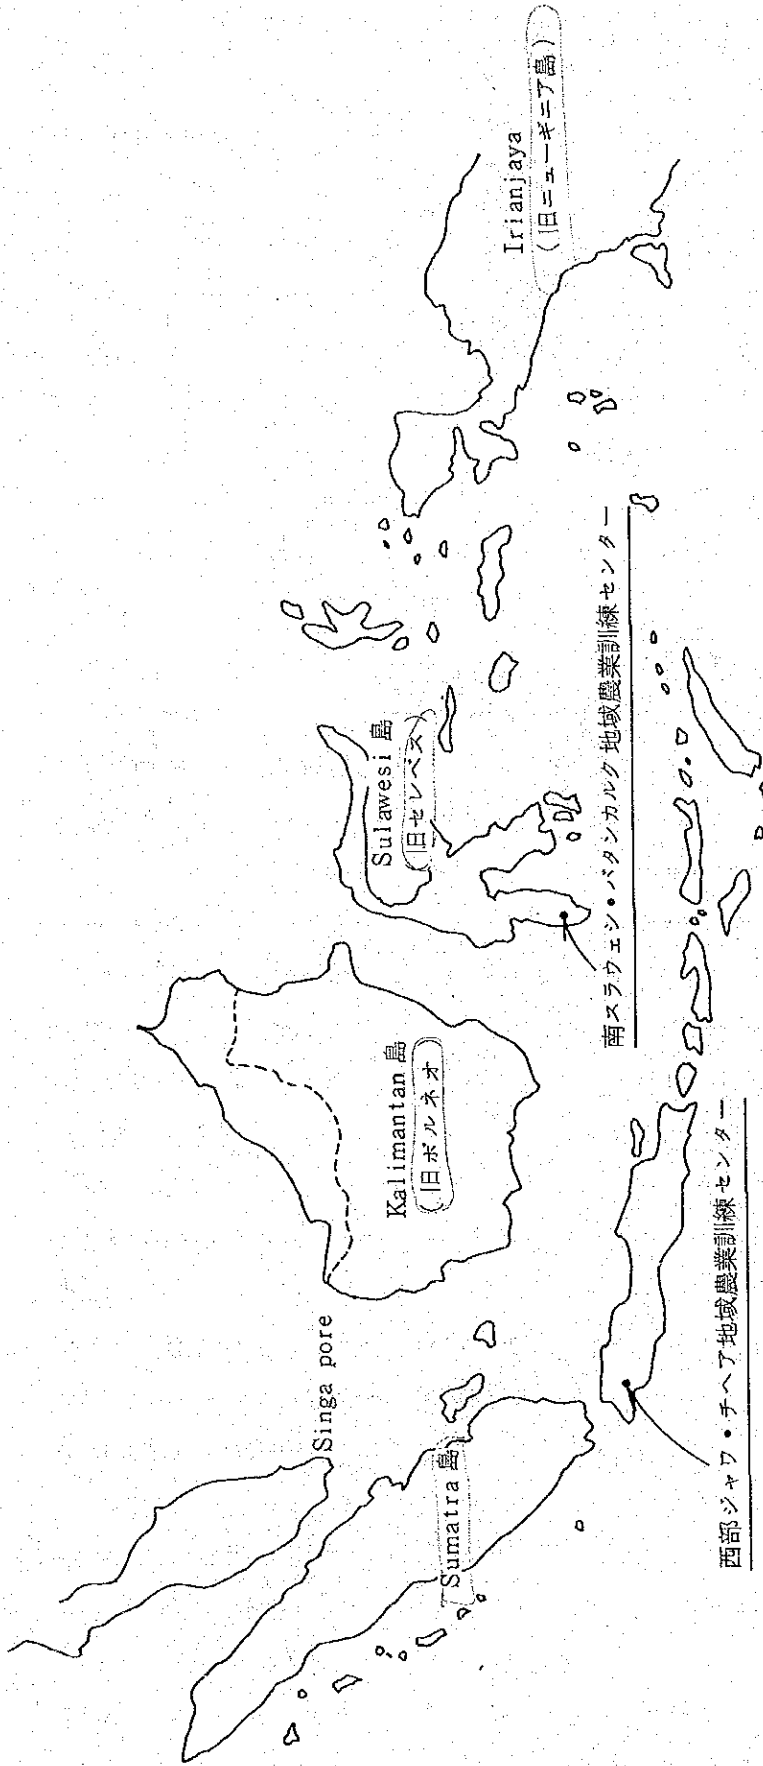 Singa pore
Sumatra 島
Kalimantan 島
(旧ボルネオ
Sulawesi 島
(旧セレベス)
Irianjaya
(旧ニューギニア島)
南スラウェシ・バタンカルク地域農業訓練センター
西部ジャワ・チヘア地域農業訓練センター